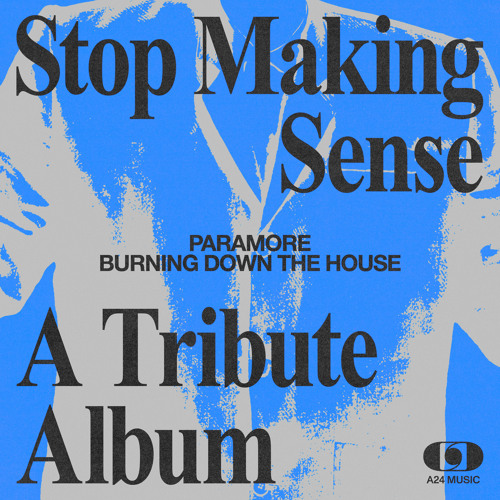 Stop Making
Sense
PARAMORE
BURNING DOWN THE HOUSE
A Tribute
Album
A24 MUSIC